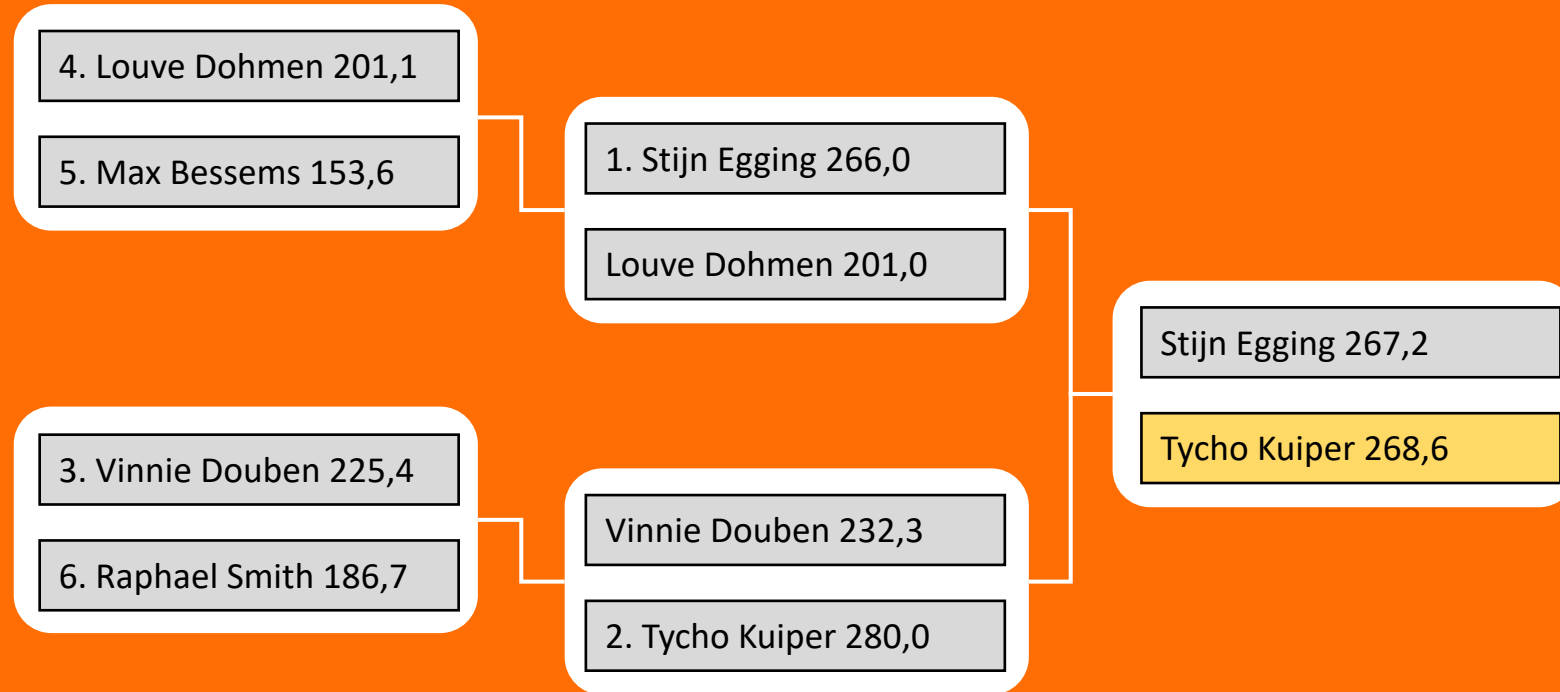 4. Louve Dohmen 201,1
5. Max Bessems 153,6
3. Vinnie Douben 225,4
6. Raphael Smith 186,7
1. Stijn Egging 266,0
Louve Dohmen 201,0
Vinnie Douben 232,3
2. Tycho Kuiper 280,0
Stijn Egging 267,2
Tycho Kuiper 268,6